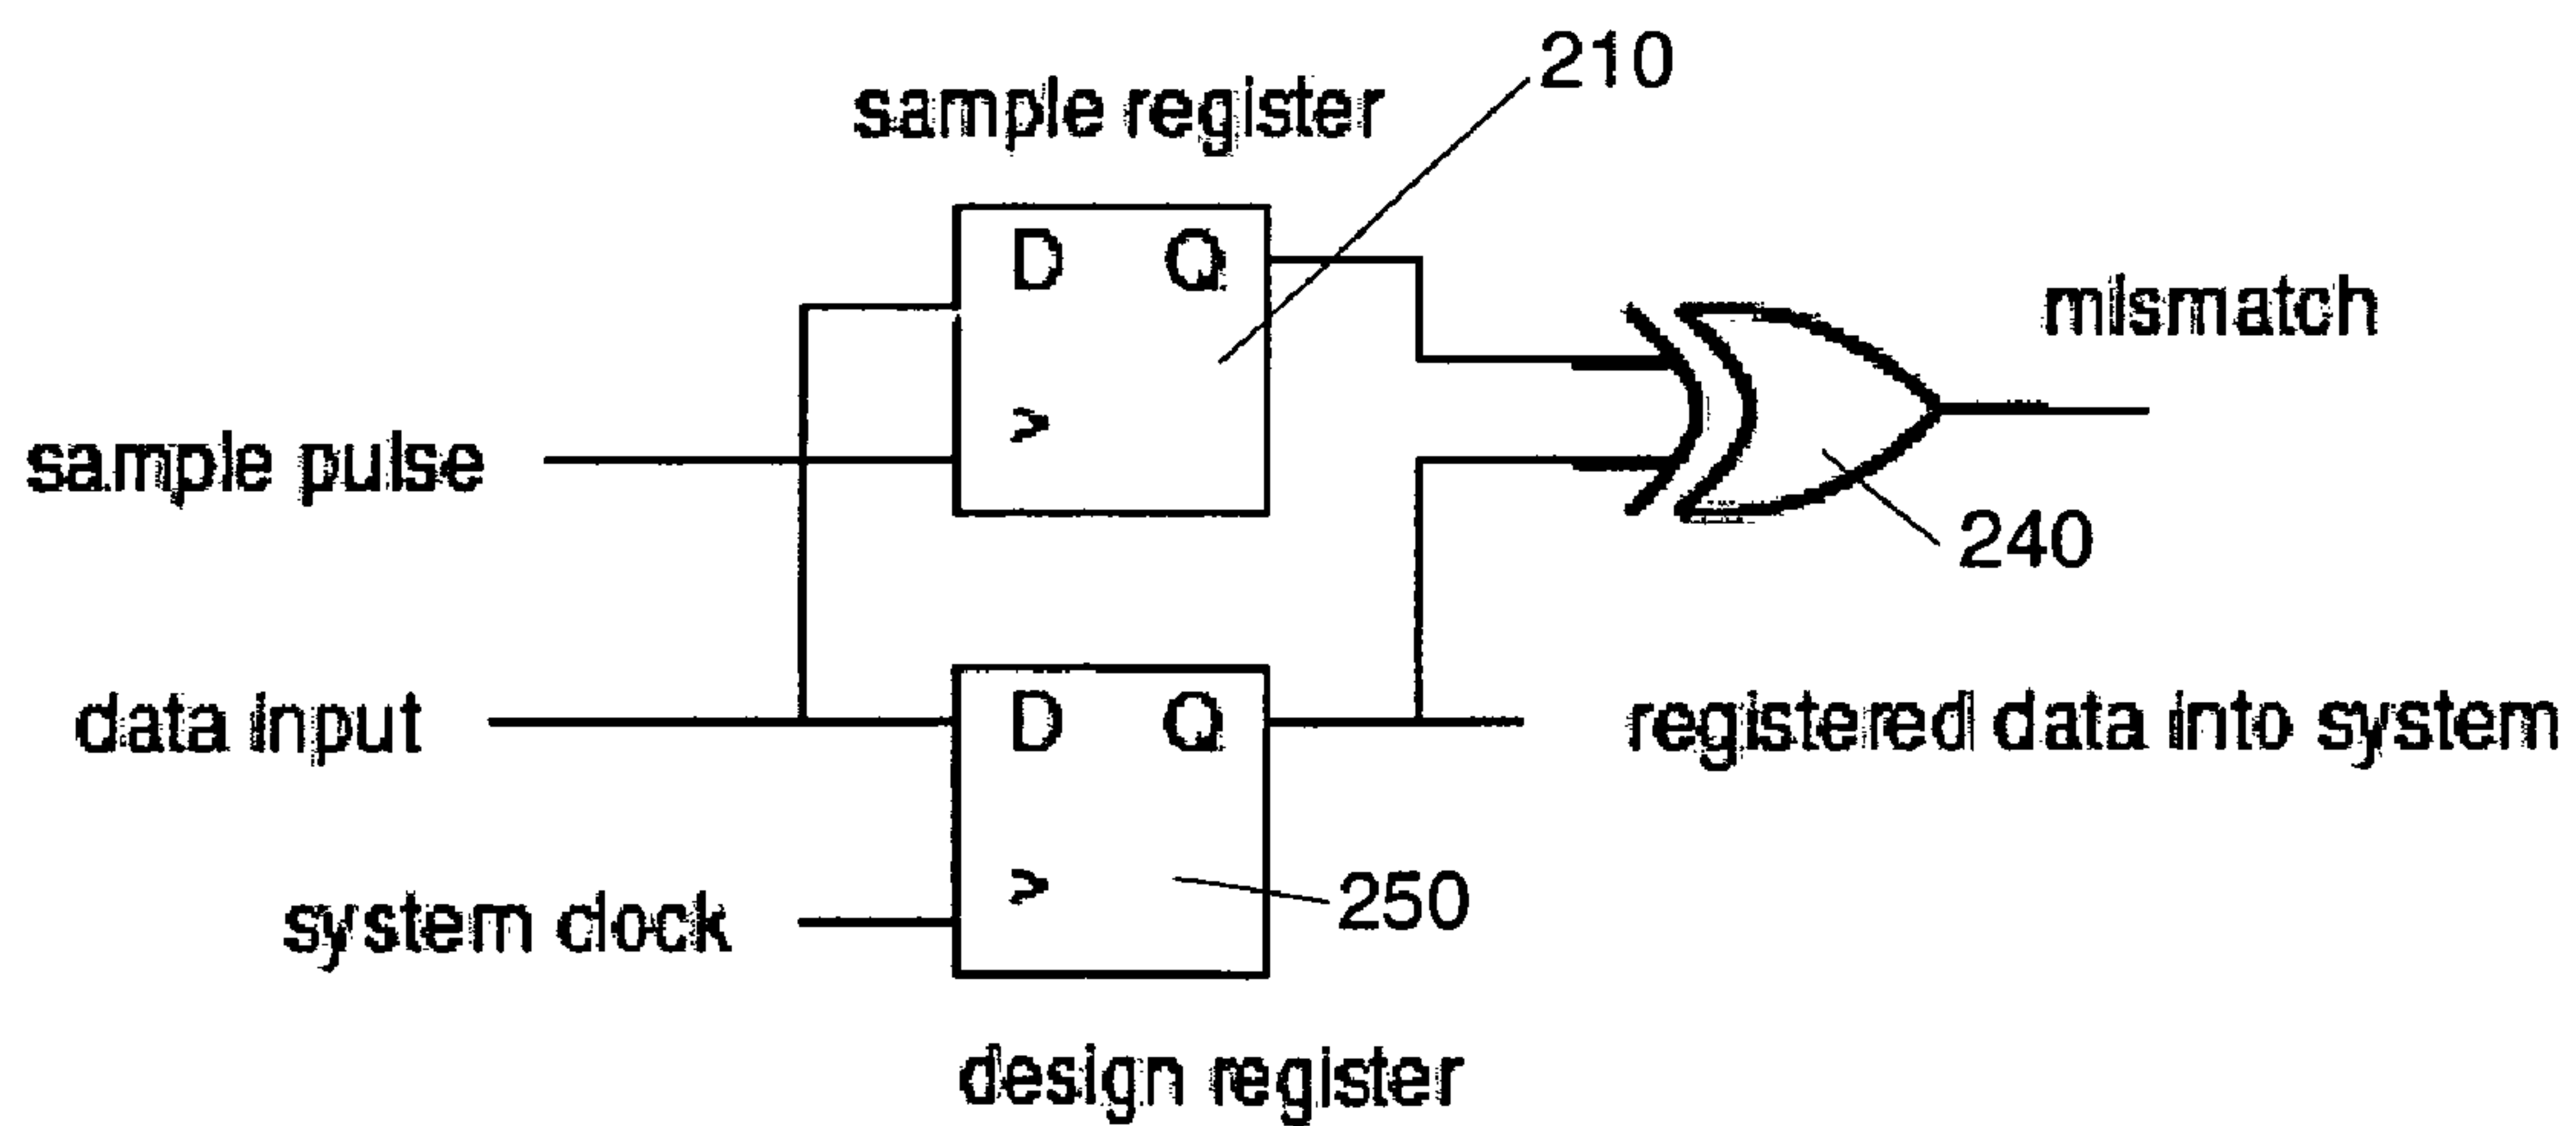 210
sample register
D Q
mismatch
>
sample pulse
240
data input
D Q
registered data into system
>
250
system clock
design register